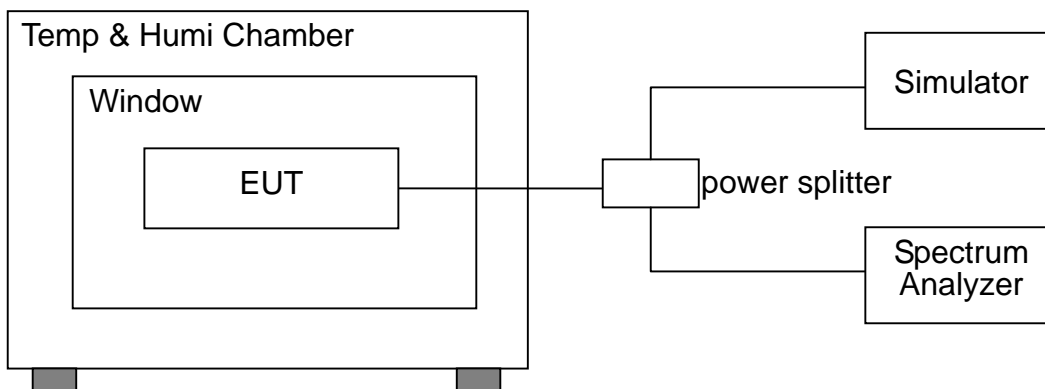 Temp & Humi Chamber
Window
EUT
power splitter
Simulator
Spectrum
Analyzer